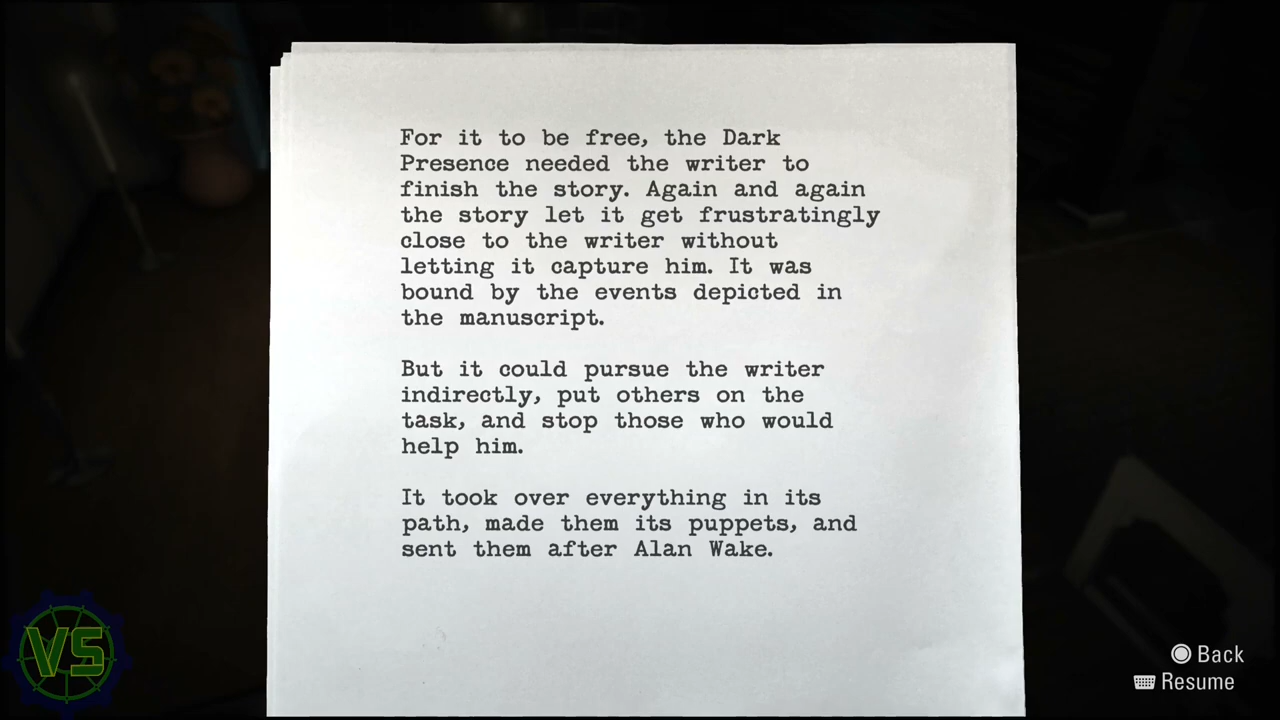 For it to be free, the Dark
Presence needed the writer to
finish the story. Again and again
the story let it get frustratingly
close to the writer without
letting it capture him. It was
bound by the events depicted in
the manuscript.
But it could pursue the writer
indirectly, put others on the
task, and stop those who would
help him.
It took over everything in its
path, made them its puppets, and
sent them after Alan Wake.
VS
Back
Resume